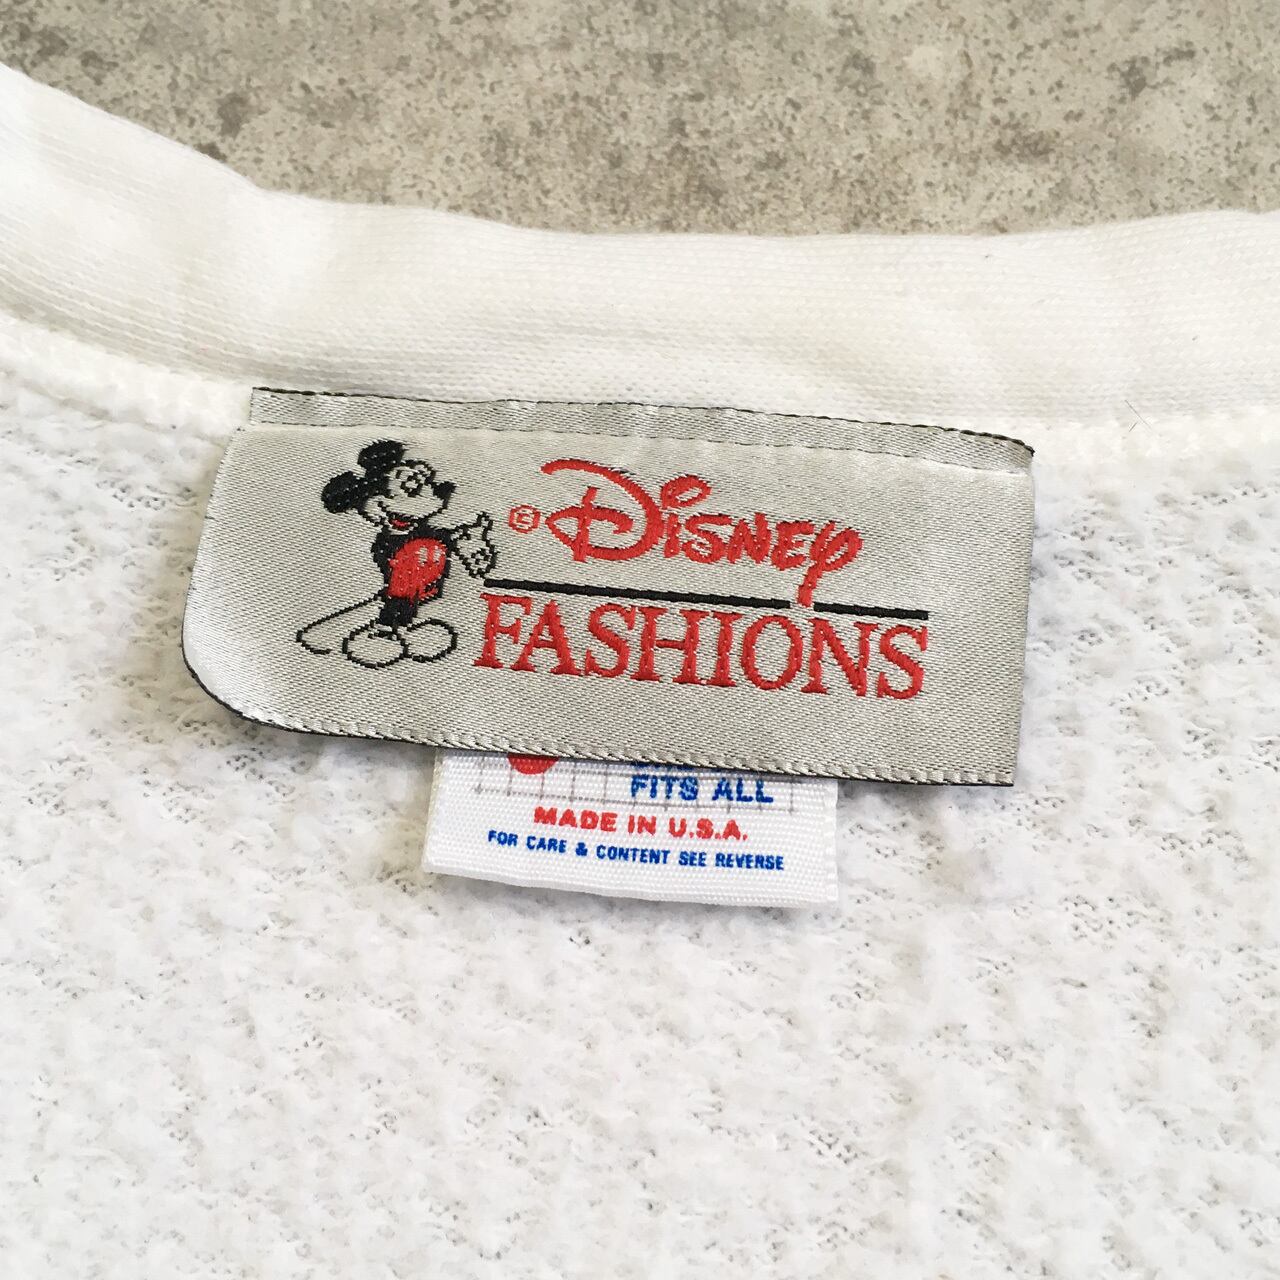 © Disney
FASHIONS
FITS ALL
MADE IN U.S.A.
FOR CARE & CONTENT SEE REVERSE